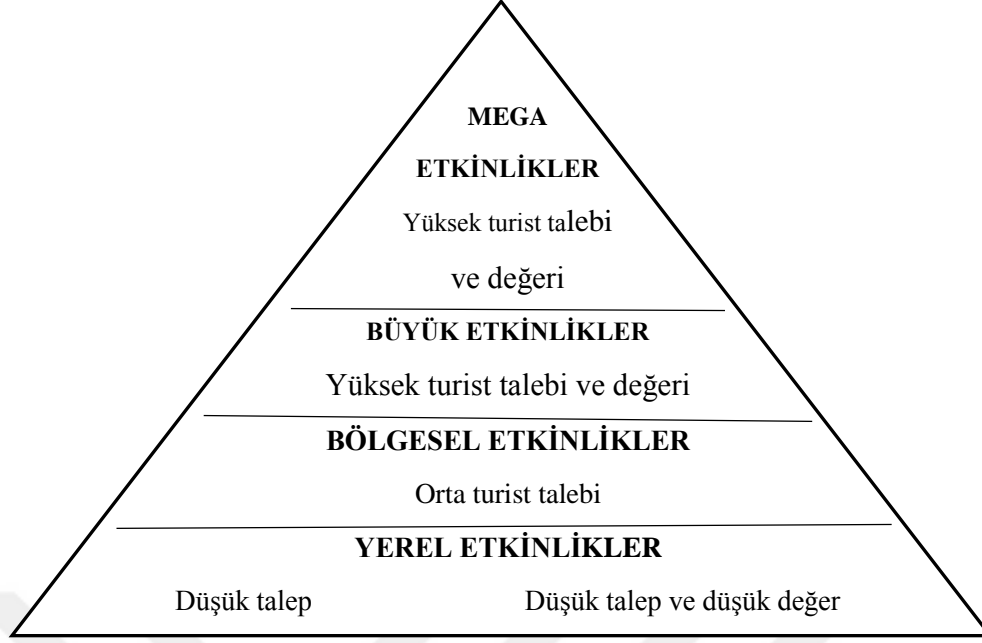 MEGA
ETKİNLİKLER
Yüksek turist talebi
ve değeri
BÜYÜK ETKİNLİKLER
Yüksek turist talebi ve değeri
BÖLGESEL ETKİNLİKLER
Orta turist talebi
YEREL ETKİNLİKLER
Düşük talep Düşük talep ve düşük değer